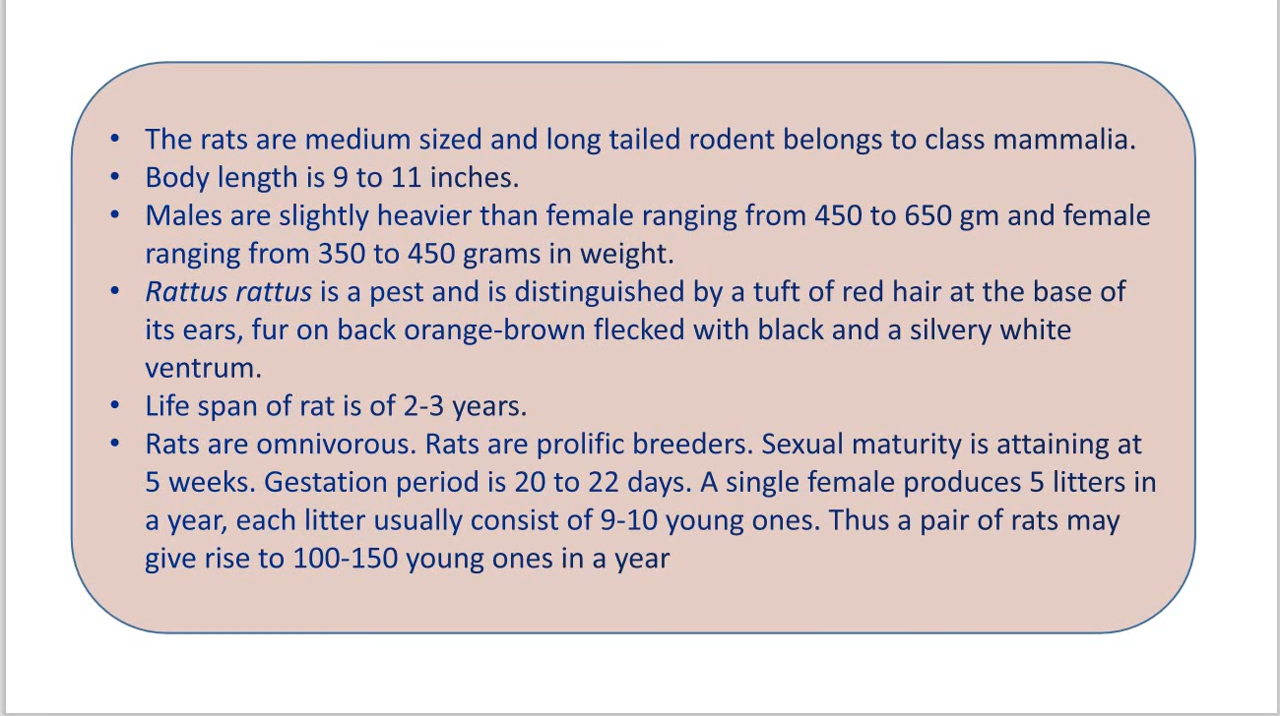 • The rats are medium sized and long tailed rodent belongs to class mammalia.
• Body length is 9 to 11 inches.
• Males are slightly heavier than female ranging from 450 to 650 gm and female
ranging from 350 to 450 grams in weight.
• Rattus rattus is a pest and is distinguished by a tuft of red hair at the base of
its ears, fur on back orange-brown flecked with black and a silvery white
ventrum.
• Life span of rat is of 2-3 years.
• Rats are omnivorous. Rats are prolific breeders. Sexual maturity is attaining at
5 weeks. Gestation period is 20 to 22 days. A single female produces 5 litters in
a year, each litter usually consist of 9-10 young ones. Thus a pair of rats may
give rise to 100-150 young ones in a year